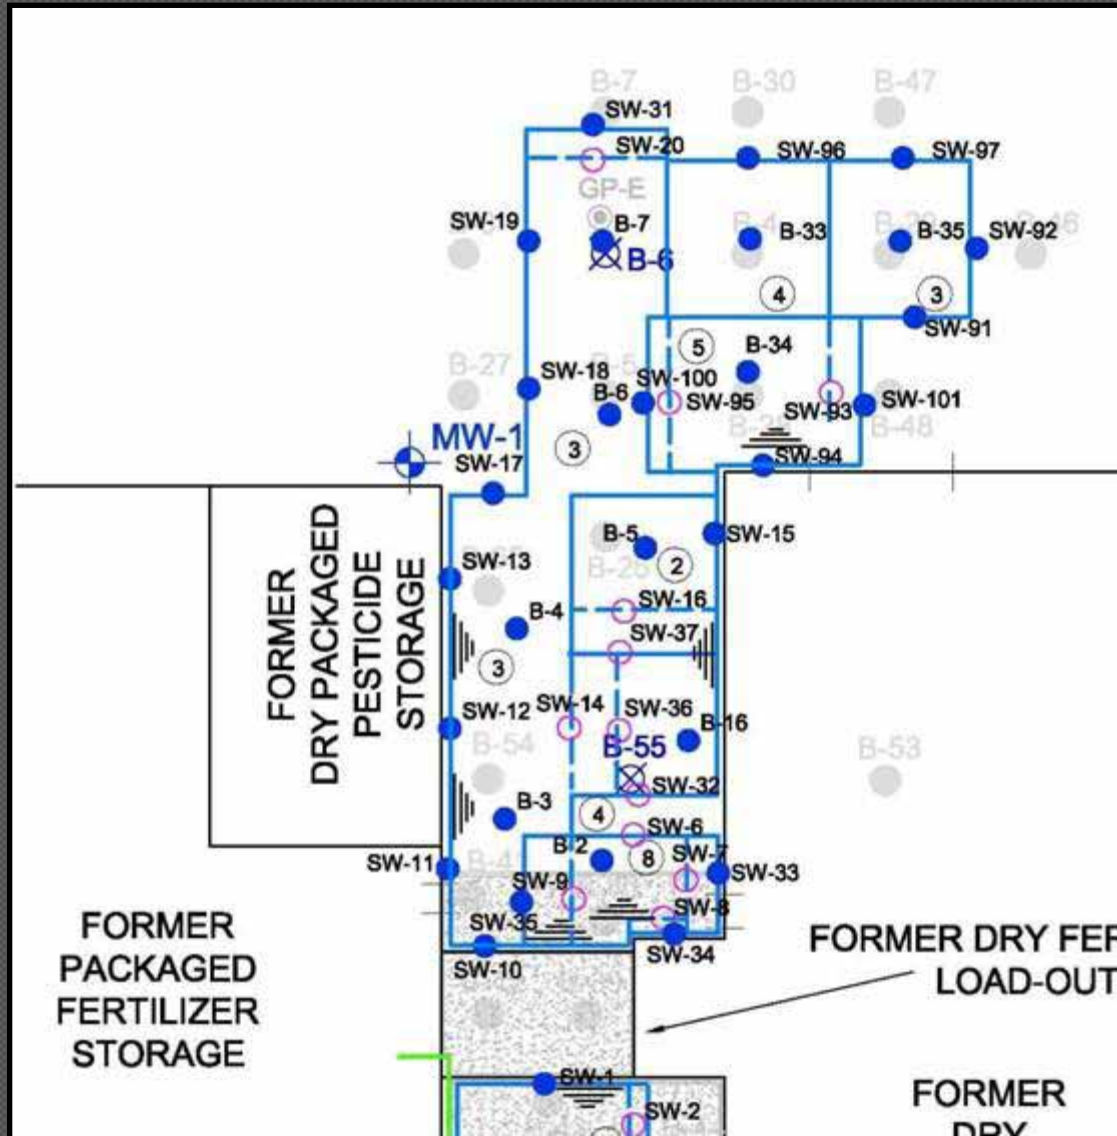 B-7
B-30
B-47
SW-31
SW-20
SW-96
SW-97
GP-E
SW-19
B-7
B-6
B-4
B-33
B-35
SW-92
4
3
SW-91
5
B-27
SW-18
B-5
SW-100
B-34
B-6
SW-95
SW-93
SW-101
B-48
MW-1
3
SW-17
SW-94
FORMER
DRY PACKAGED
PESTICIDE
STORAGE
B-5
SW-15
SW-13
2
SW-16
B-4
SW-37
3
SW-14
SW-36
SW-12
B-16
B-54
B-55
B-53
SW-32
B-3
4
SW-6
B-2
8
SW-7
SW-11
SW-33
SW-9
SW-8
SW-35
SW-34
SW-10
FORMER
PACKAGED
FERTILIZER
STORAGE
FORMER DRY FER
LOAD-OUT
SW-1
SW-2
FORMER
DRY